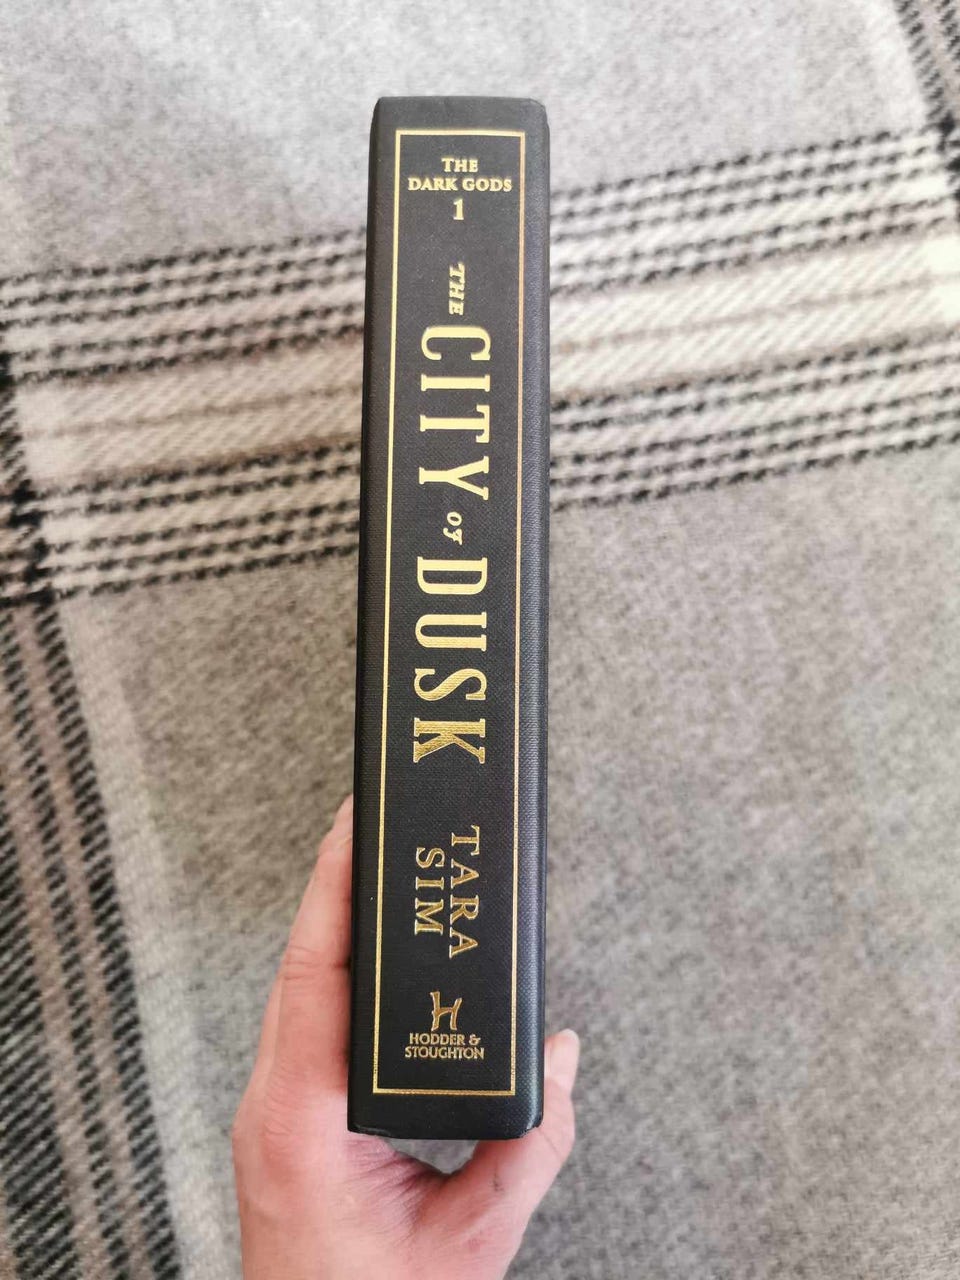 THE
DARK GODS
1
THE CITY OF DUSK
TARA
SIM
H
HODDER &
STOUGHTON